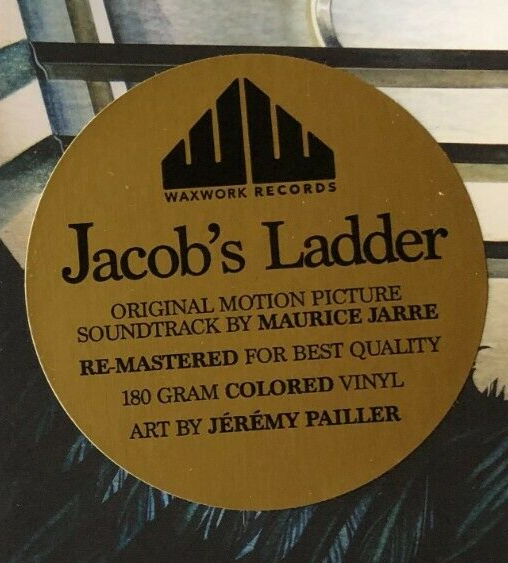 WAXWORK RECORDS
Jacob's Ladder
ORIGINAL MOTION PICTURE
SOUNDTRACK BY MAURICE JARRE
RE-MASTERED FOR BEST QUALITY
180 GRAM COLORED VINYL
ART BY JÉRÉMY PAILLER